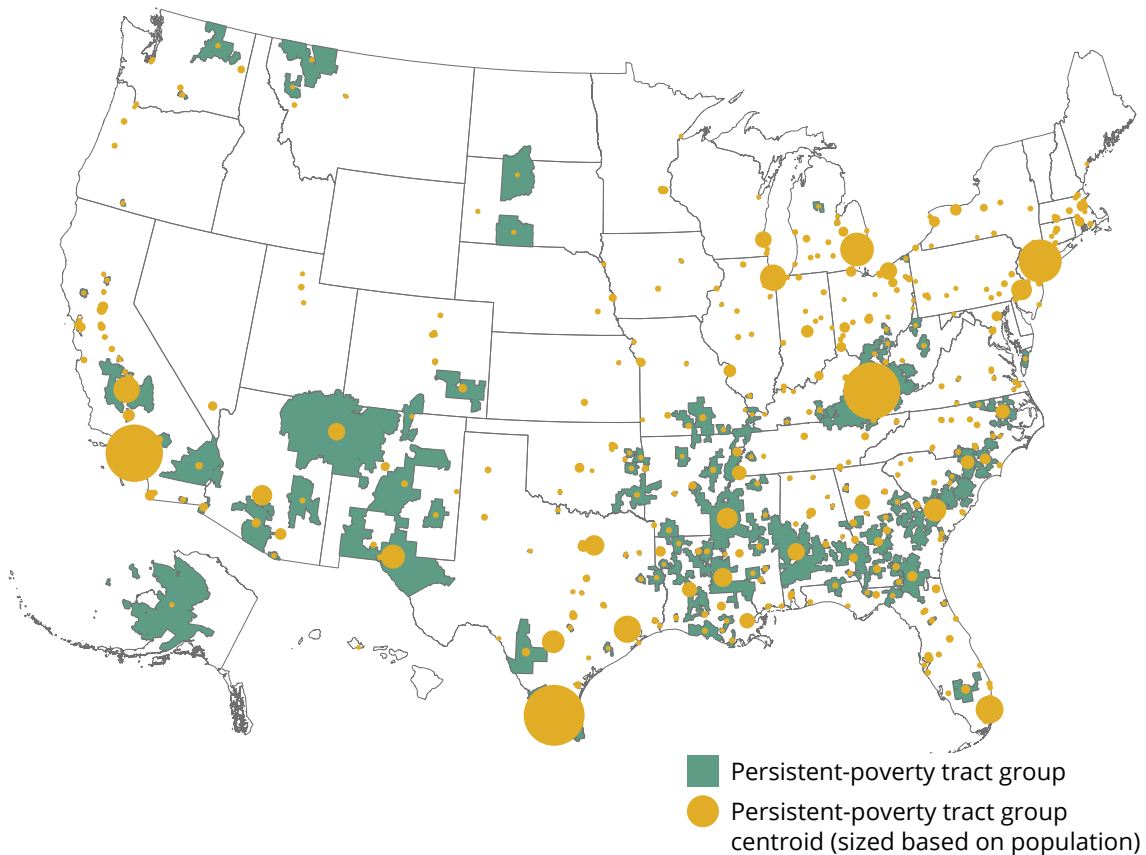 Persistent-poverty tract group
Persistent-poverty tract group
centroid (sized based on population)